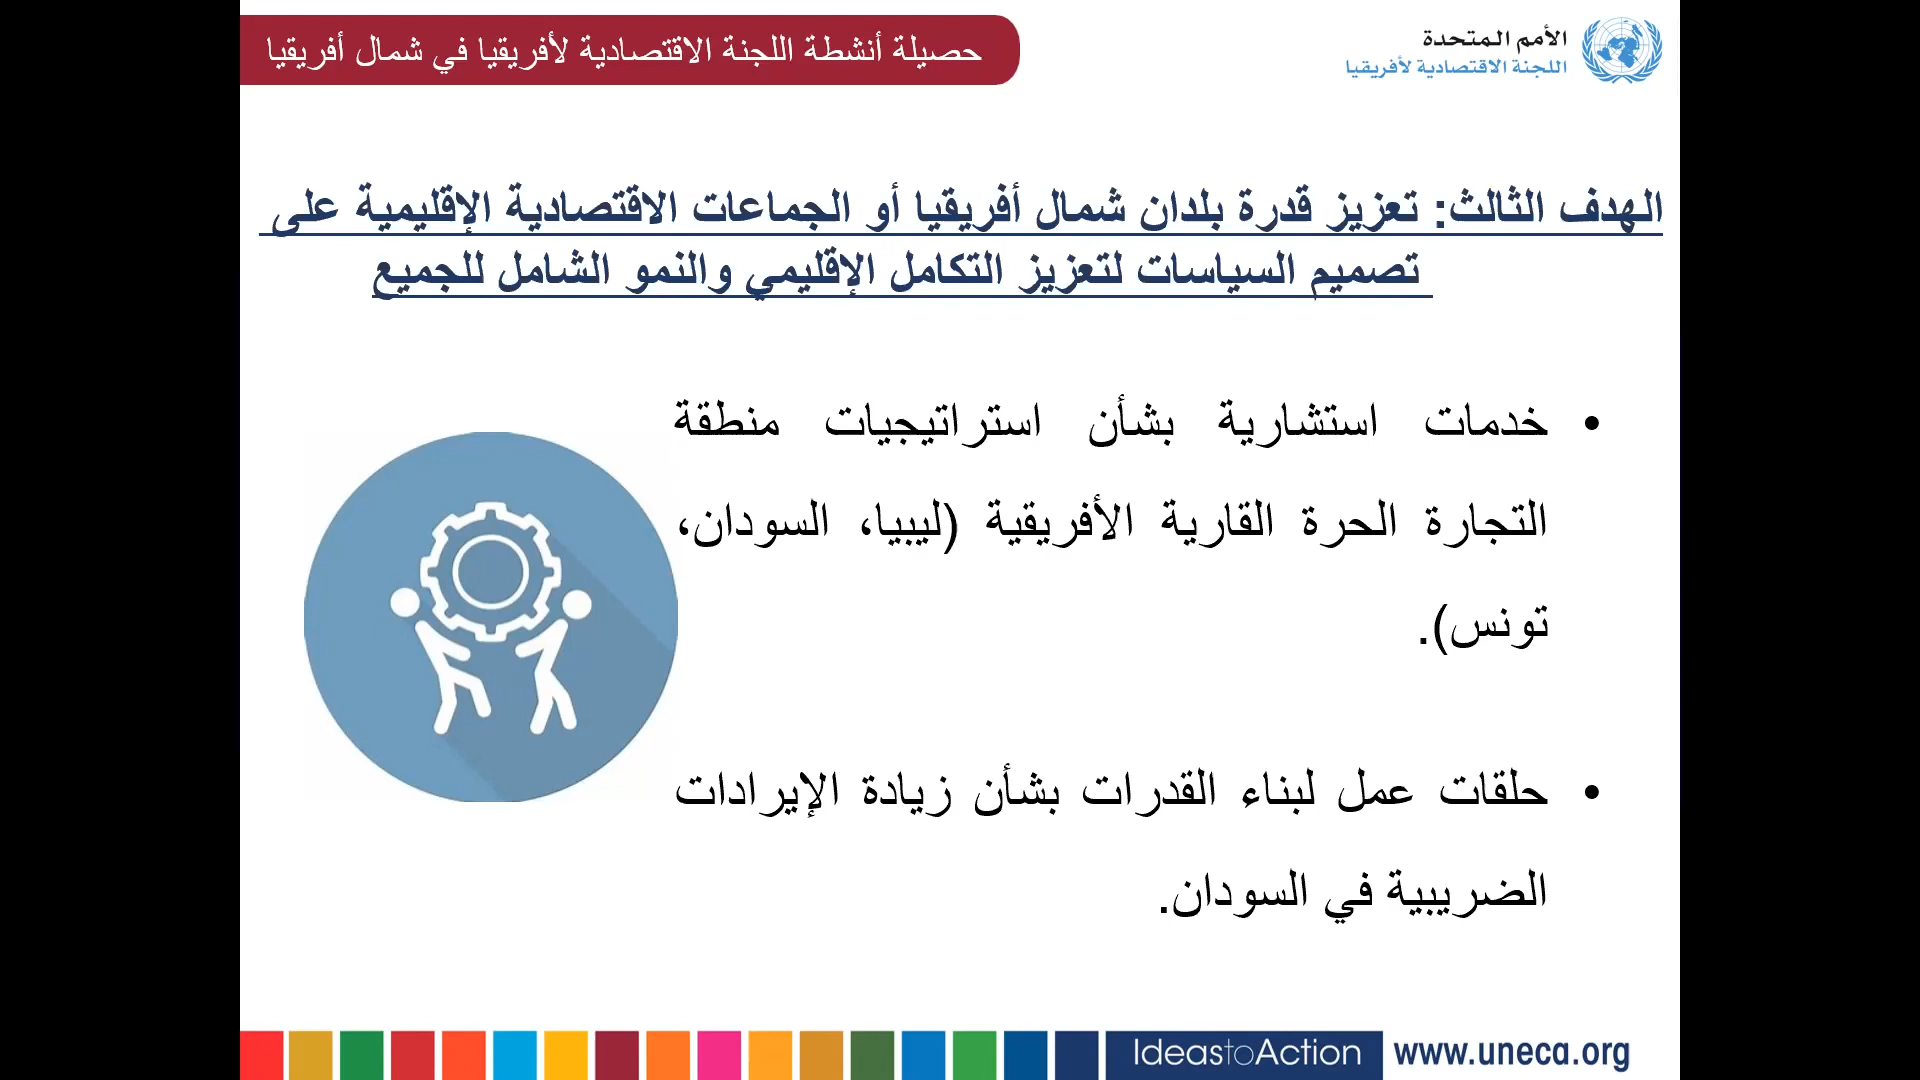 حصيلة أنشطة اللجنة الاقتصادية لأفريقيا في شمال أفريقيا
الأمم المتحدة
اللجنة الاقتصادية لأفريقيا
الهدف الثالث: تعزيز قدرة بلدان شمال أفريقيا أو الجماعات الاقتصادية الإقليمية على
تصميم السياسات لتعزيز التكامل الإقليمي والنمو الشامل للجميع
• خدمات استشارية بشأن استراتيجيات منطقة
التجارة الحرة القارية الأفريقية (ليبيا، السودان،
تونس).
• حلقات عمل لبناء القدرات بشأن زيادة الإيرادات
الضريبية في السودان.
IdeastoAction www.uneca.org